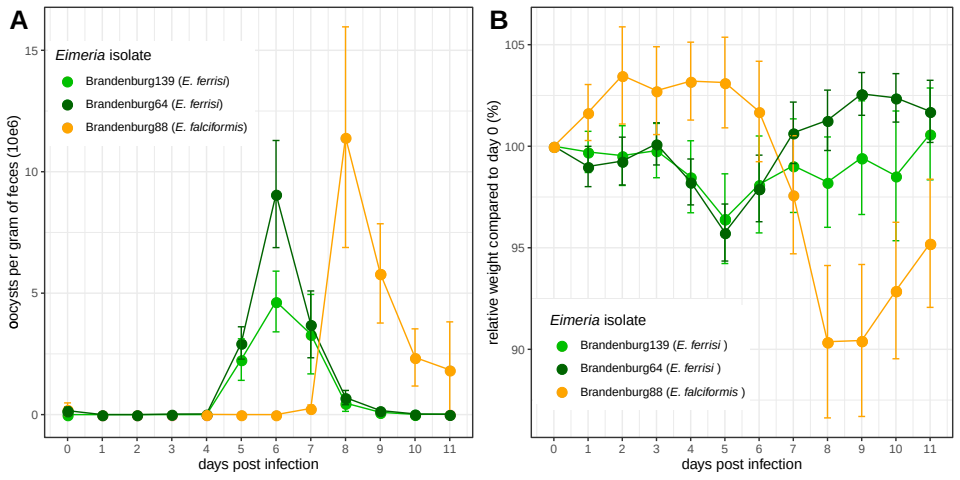 A
Eimeria isolate
Brandenburg139 (E. ferrisi)
Brandenburg64 (E. ferrisi)
Brandenburg88 (E. falciformis)
oocysts per gram of feces (10e6)
15
10
5
0
0 1 2 3 4 5 6 7 8 9 10 11
days post infection
B
relative weight compared to day 0 (%)
105
100
95
90
Eimeria isolate
Brandenburg139 (E. ferrisi )
Brandenburg64 (E. ferrisi )
Brandenburg88 (E. falciformis )
0 1 2 3 4 5 6 7 8 9 10 11
days post infection